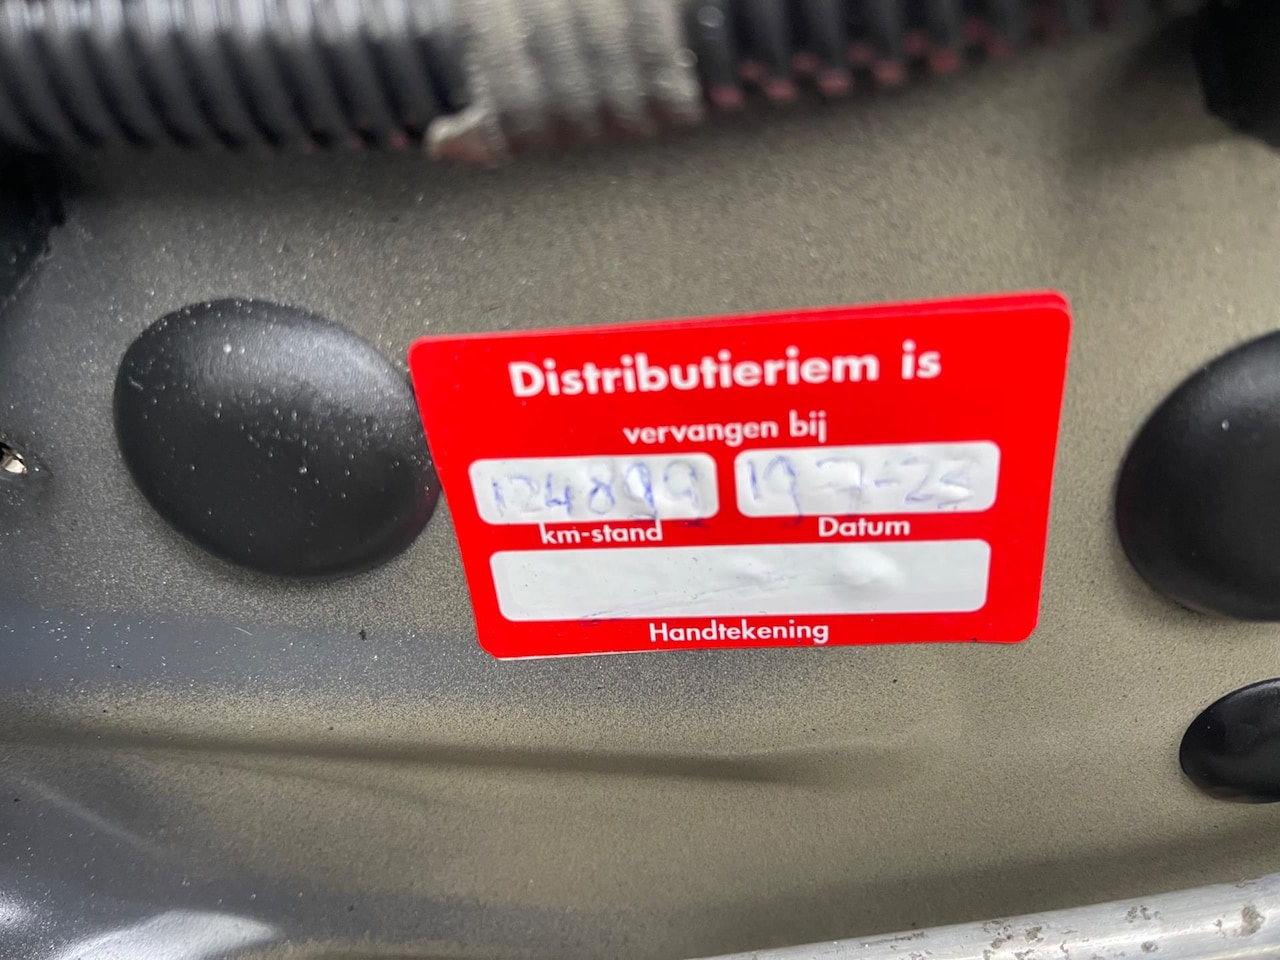 Distributieriem is
vervangen bij
124899 19-7-23
km-stand Datum
Handtekening